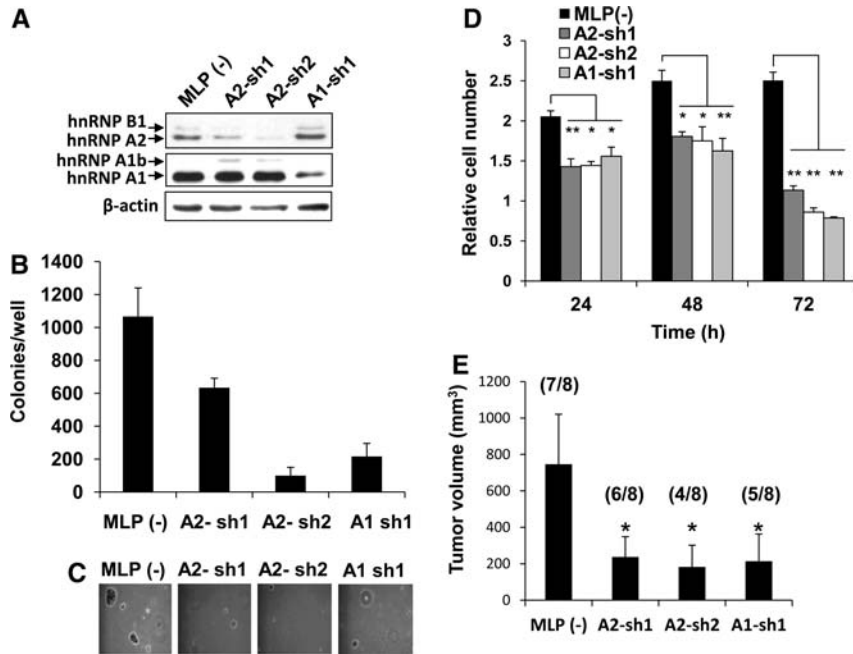 A
MLP (-)
A2-sh1
A2-sh2
A1-sh1
hnRNP B1
hnRNP A2
hnRNP A1b
hnRNP A1
β-actin
B
1400
1200
1000
800
600
400
200
0
Colonies/well
MLP (-) A2- sh1 A2- sh2 A1 sh1
C
MLP (-) A2- sh1 A2- sh2 A1 sh1
D
MLP(-)
A2-sh1
A2-sh2
A1-sh1
3
2.5
2
1.5
1
0.5
0
Relative cell number
** * *
* * **
** ** **
24 48 72
Time (h)
E
1200
1000
800
600
400
200
0
Tumor volume (mm³)
(7/8)
(6/8) (4/8) (5/8)
* * *
MLP (-) A2-sh1 A2-sh2 A1-sh1